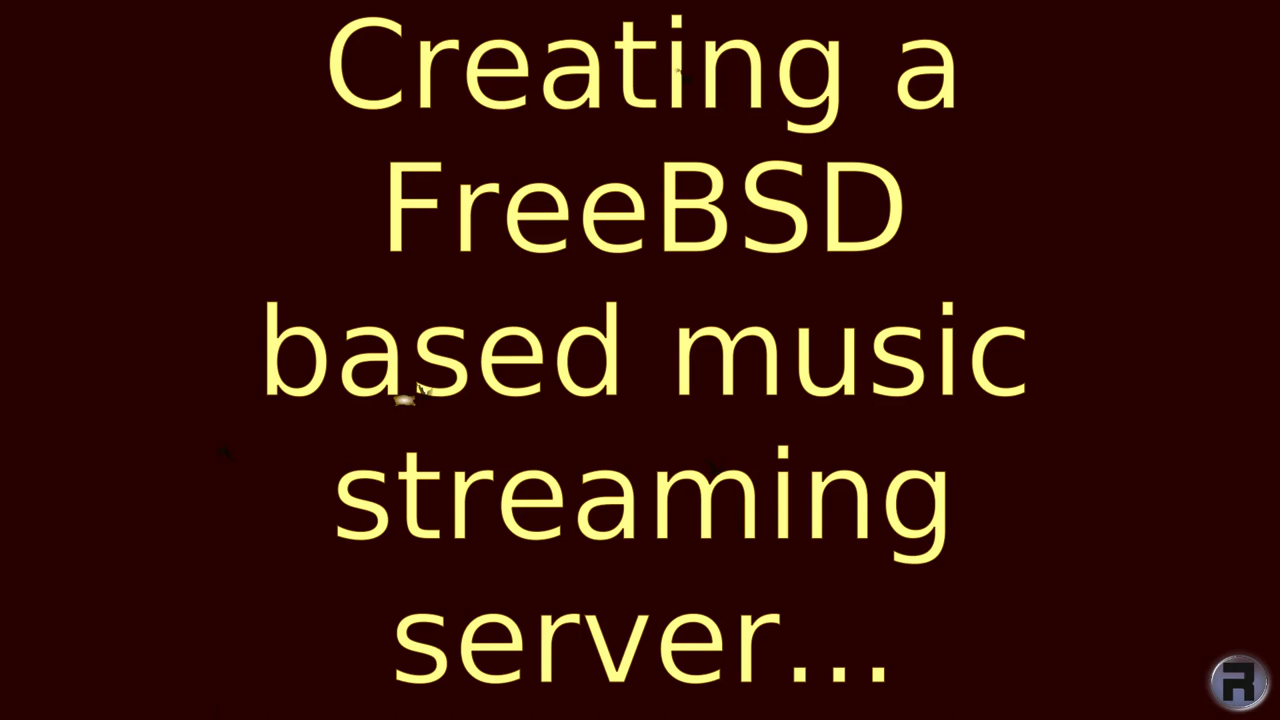 Creating a
FreeBSD
based music
streaming
server...
R